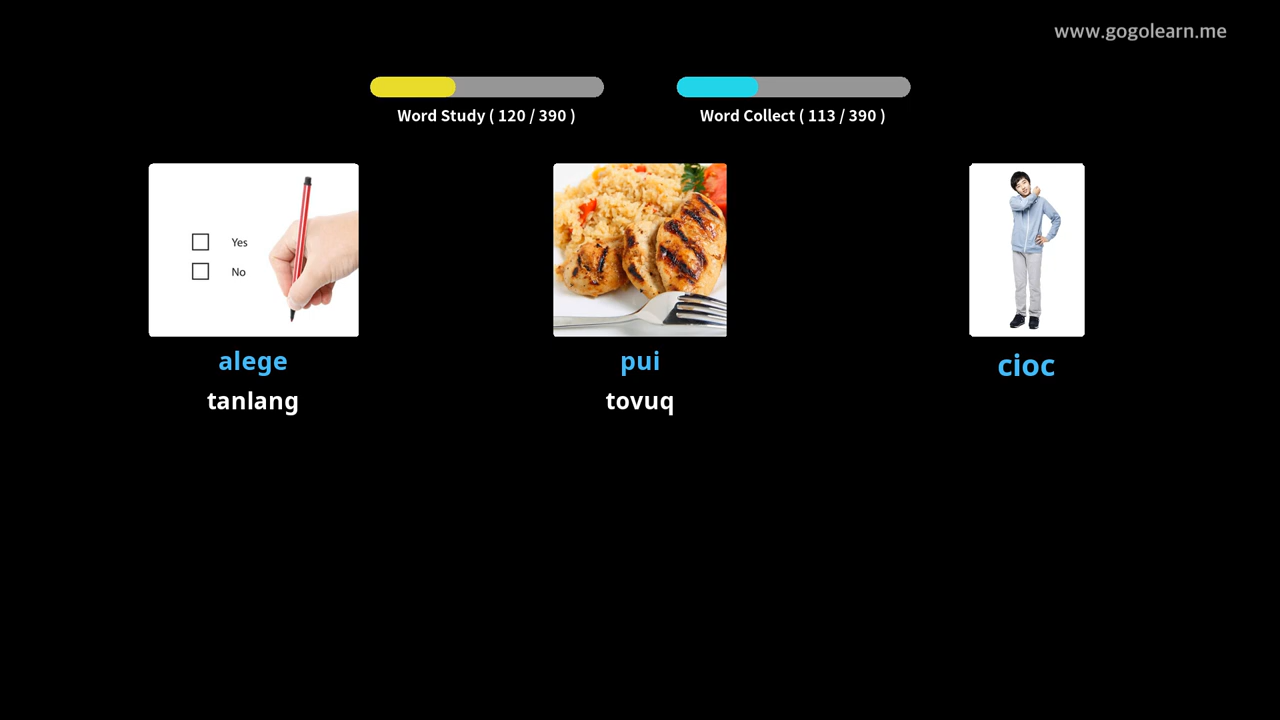 www.gogolearn.me
Word Study ( 120 / 390 )
Word Collect ( 113 / 390 )
Yes
No
alege
tanlang
pui
tovuq
cioc